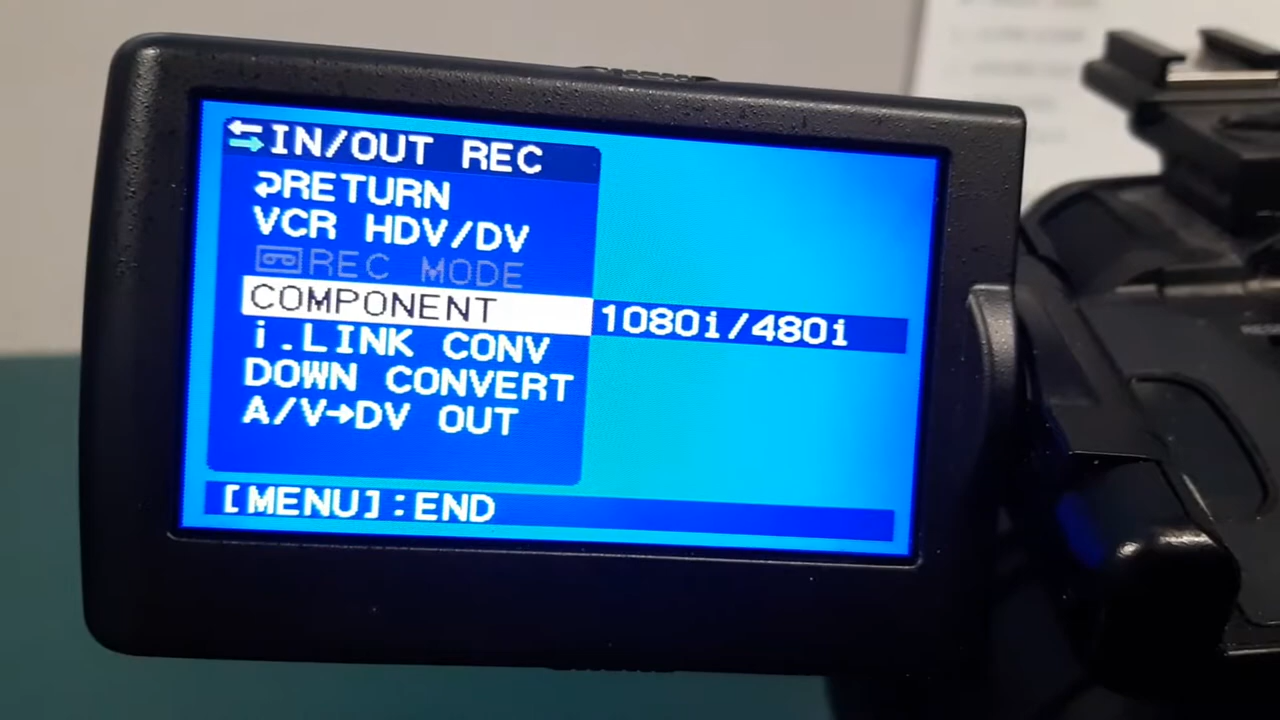 IN/OUT REC
RETURN
VCR HDV/DV
REC MODE
COMPONENT 1080i/480i
i.LINK CONV
DOWN CONVERT
A/V→DV OUT
[MENU]:END